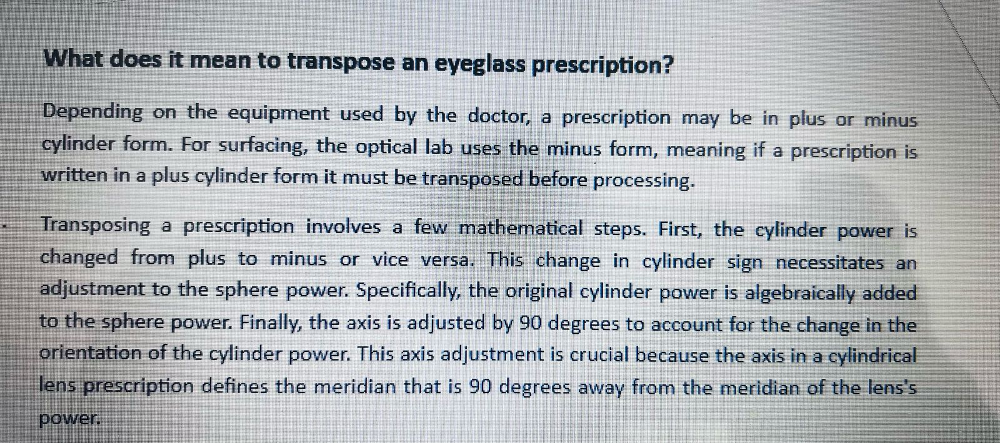 What does it mean to transpose an eyeglass prescription?
Depending on the equipment used by the doctor, a prescription may be in plus or minus
cylinder form. For surfacing, the optical lab uses the minus form, meaning if a prescription is
written in a plus cylinder form it must be transposed before processing.
Transposing a prescription involves a few mathematical steps. First, the cylinder power is
changed from plus to minus or vice versa. This change in cylinder sign necessitates an
adjustment to the sphere power. Specifically, the original cylinder power is algebraically added
to the sphere power. Finally, the axis is adjusted by 90 degrees to account for the change in the
orientation of the cylinder power. This axis adjustment is crucial because the axis in a cylindrical
lens prescription defines the meridian that is 90 degrees away from the meridian of the lens's
power.